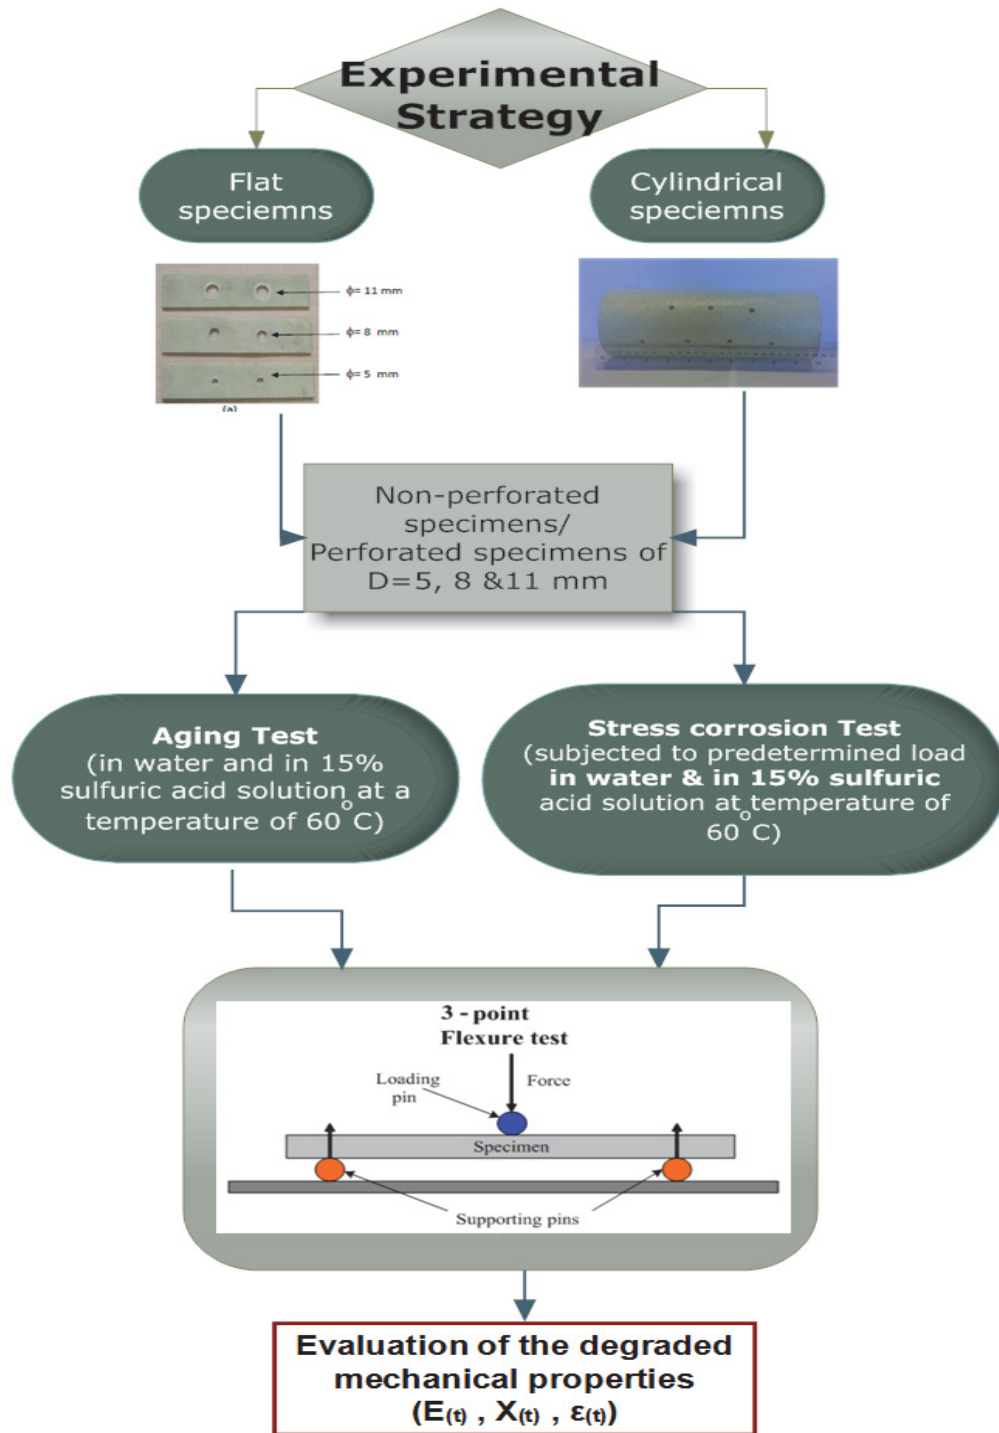 Experimental
Strategy
Flat
speciemns
Cylindrical
speciemns
ϕ= 11 mm
ϕ= 8 mm
ϕ= 5 mm
(a)
Non-perforated
specimens/
Perforated specimens of
D=5, 8 &11 mm
Aging Test
(in water and in 15%
sulfuric acid solution at a
temperature of 60°C)
Stress corrosion Test
(subjected to predetermined load
in water & in 15% sulfuric
acid solution at temperature of
60°C)
3 - point
Flexure test
Loading
pin
Force
Specimen
Supporting pins
Evaluation of the degraded
mechanical properties
(E(t) , X(t) , ε(t))